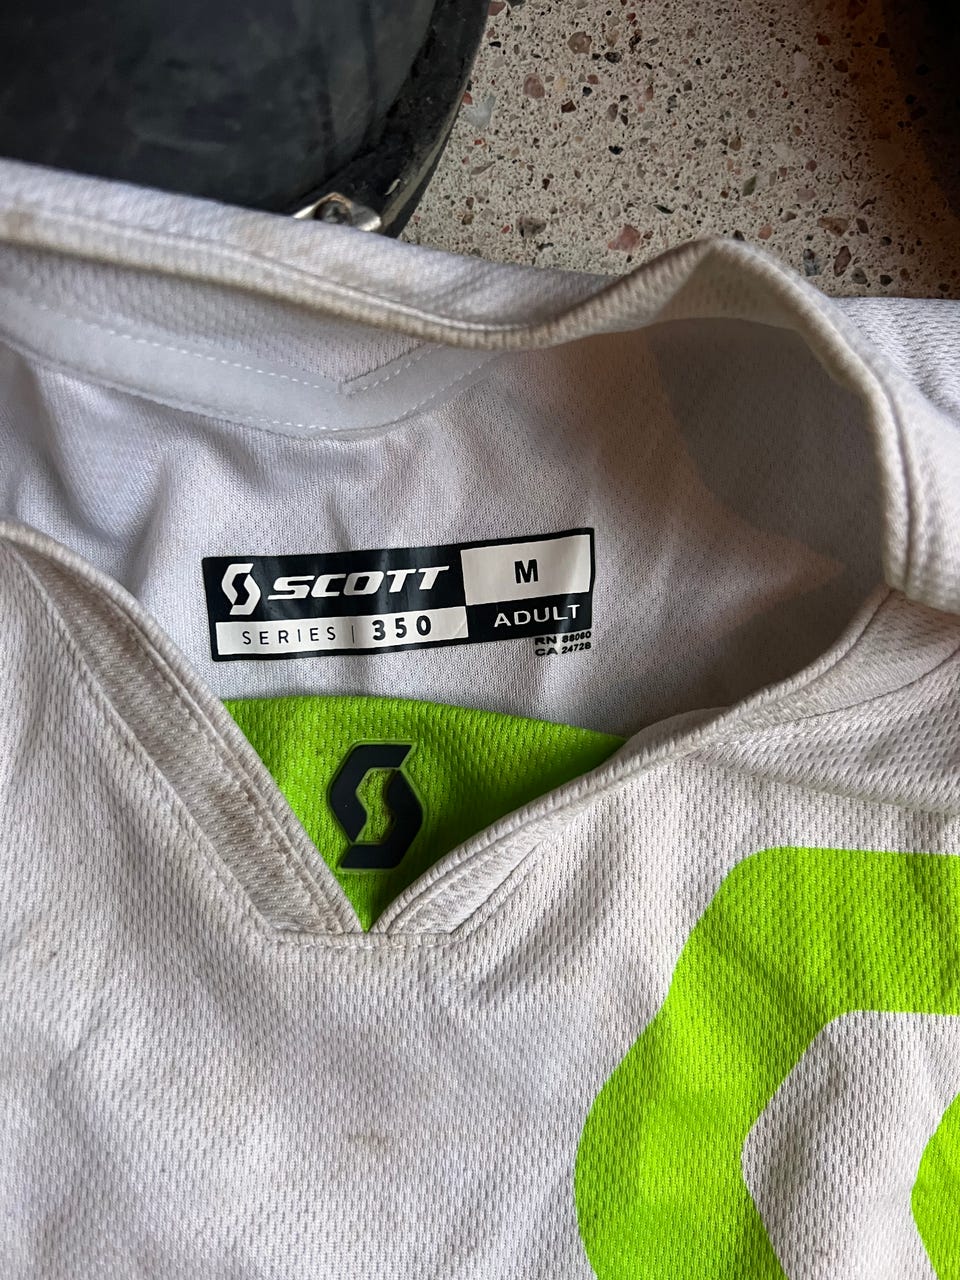 SCOTT M
SERIES | 350 ADULT
RN 88060
CA 24728